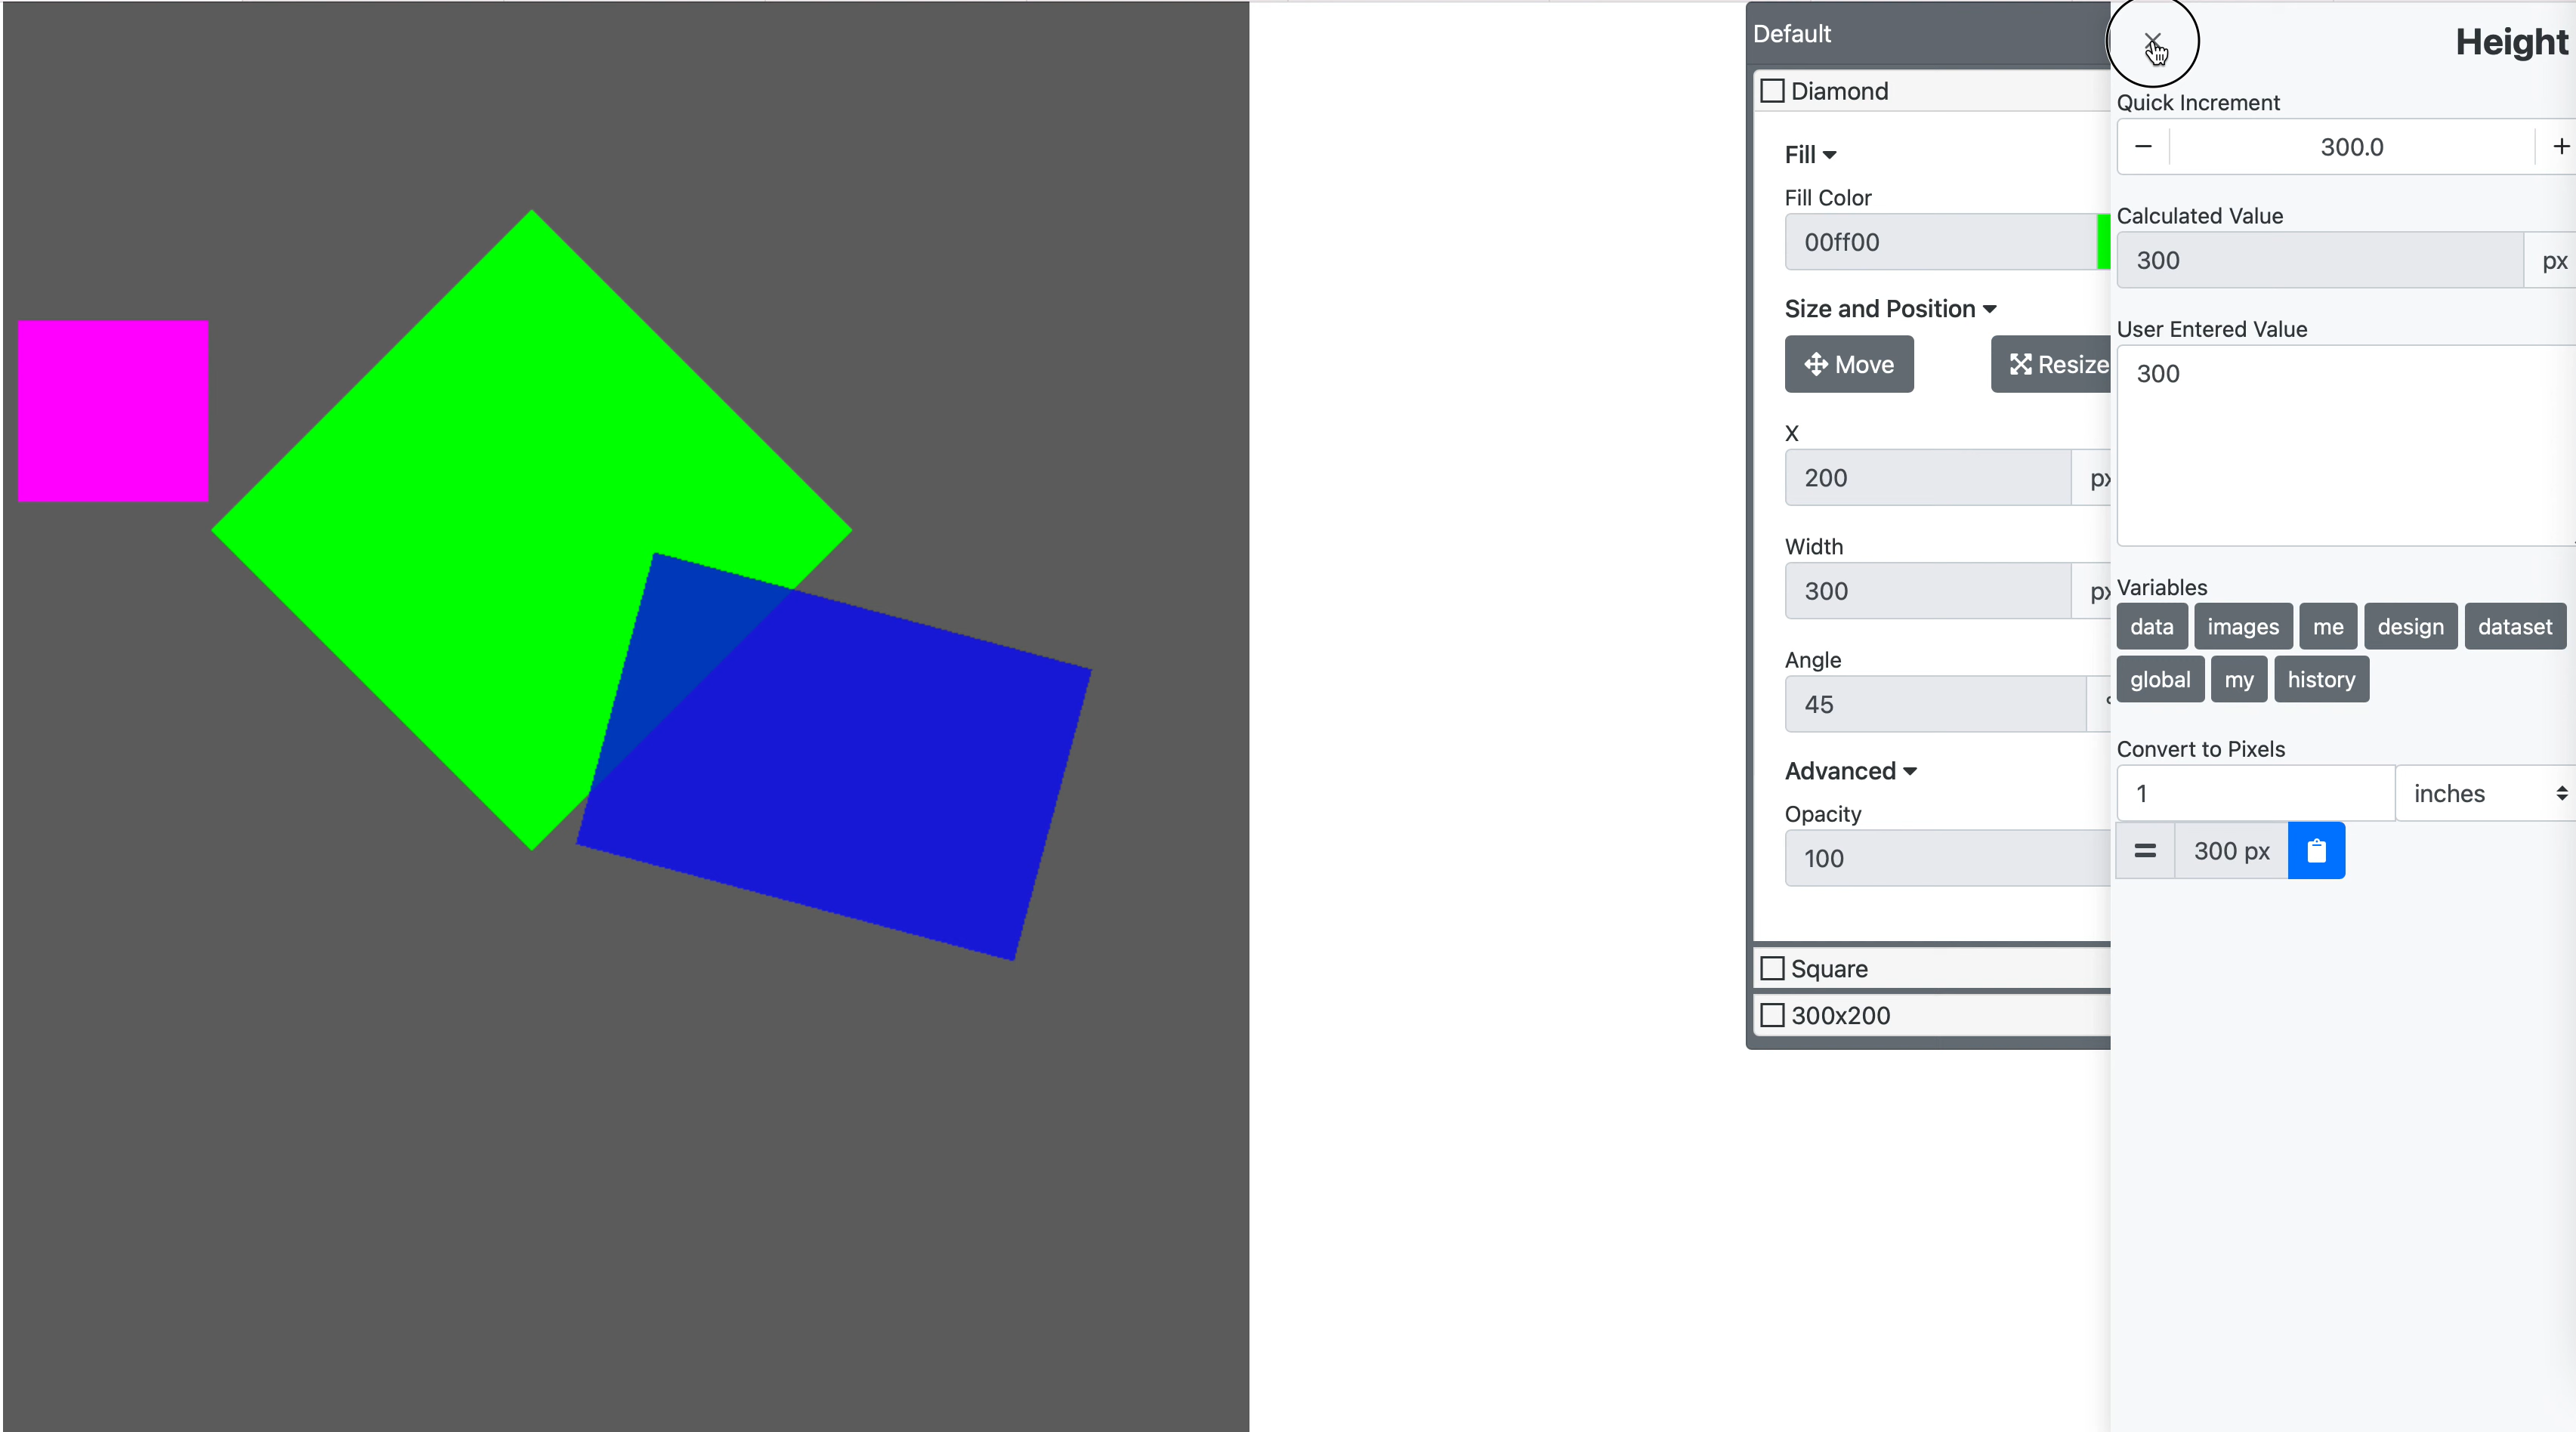 Default
Diamond
Fill
Fill Color
00ff00
Size and Position
Move
Resize
X
200
px
Width
300
px
Angle
45
Advanced
Opacity
100
Square
300x200
Height
Quick Increment
− 300.0 +
Calculated Value
300 px
User Entered Value
300
Variables
data images me design dataset
global my history
Convert to Pixels
1 inches
= 300 px